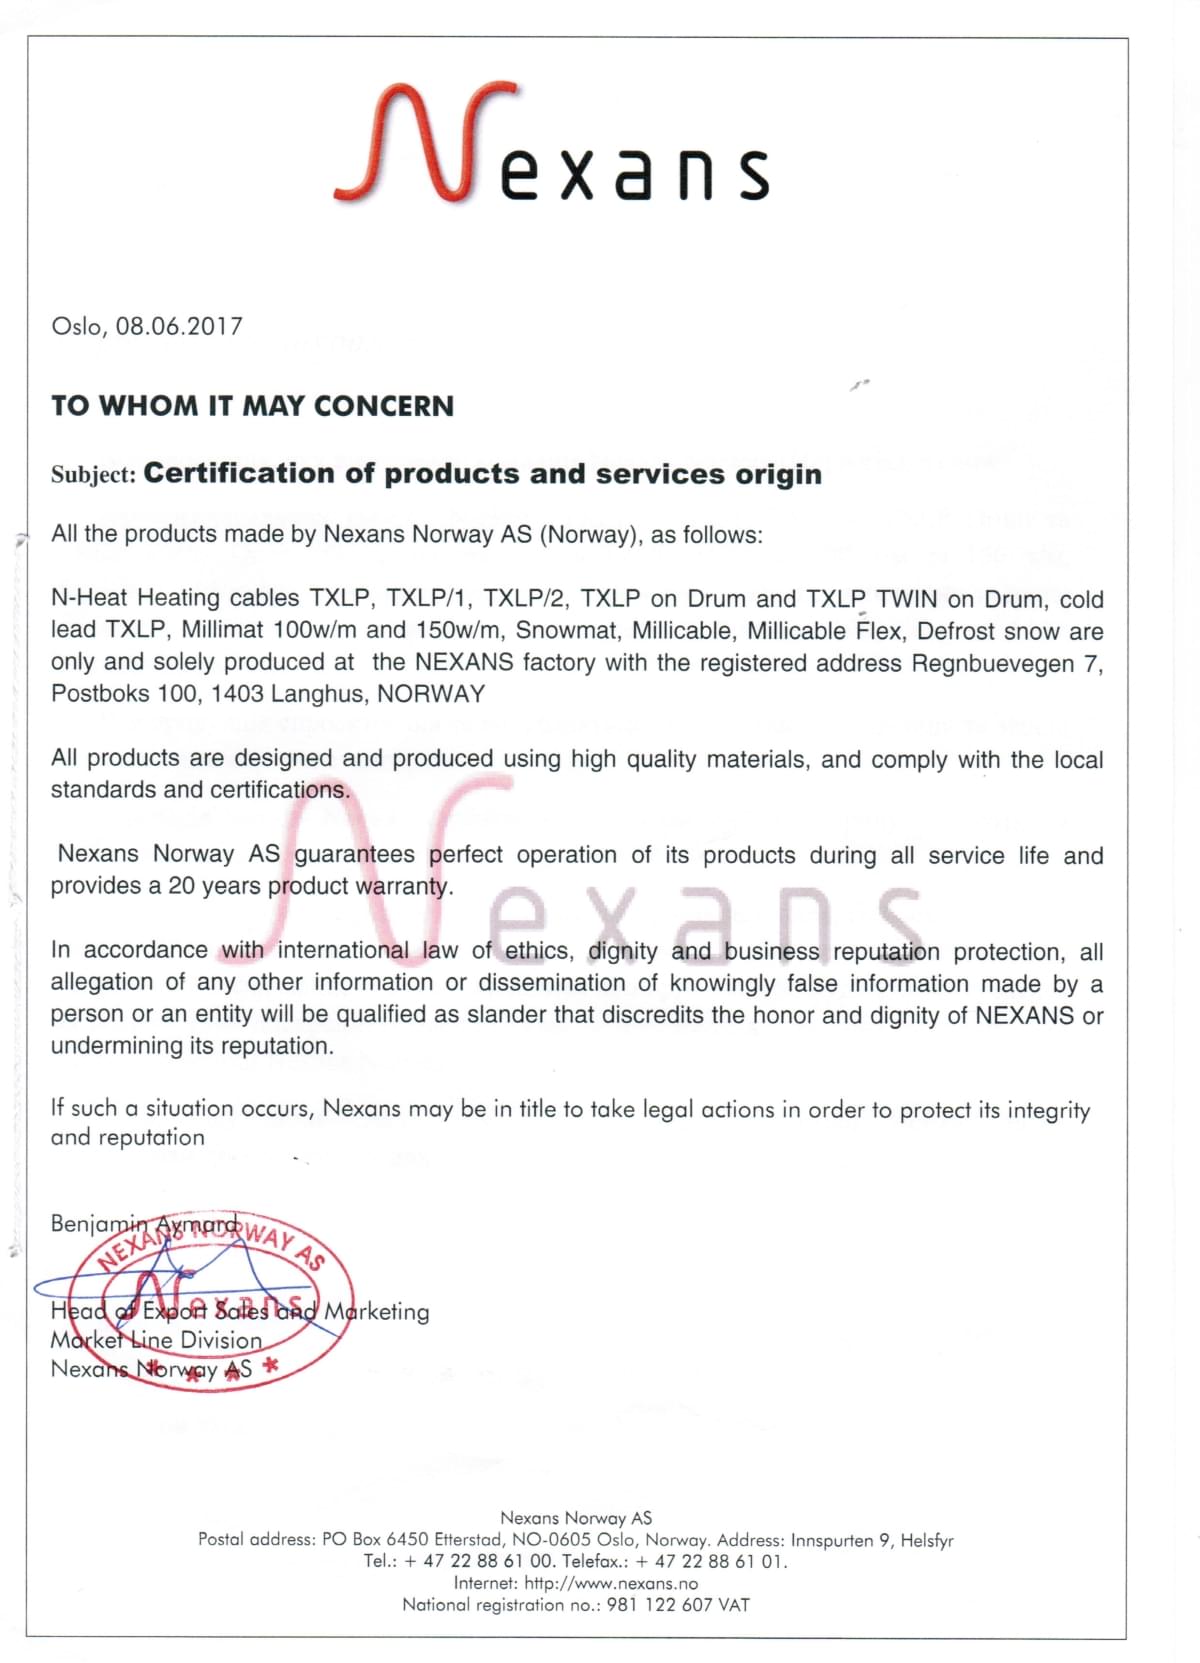 Nexans
Oslo, 08.06.2017
TO WHOM IT MAY CONCERN
Subject: Certification of products and services origin
All the products made by Nexans Norway AS (Norway), as follows:
N-Heat Heating cables TXLP, TXLP/1, TXLP/2, TXLP on Drum and TXLP TWIN on Drum, cold
lead TXLP, Millimat 100w/m and 150w/m, Snowmat, Millicable, Millicable Flex, Defrost snow are
only and solely produced at the NEXANS factory with the registered address Regnbuevegen 7,
Postboks 100, 1403 Langhus, NORWAY
All products are designed and produced using high quality materials, and comply with the local
standards and certifications.
Nexans Norway AS guarantees perfect operation of its products during all service life and
provides a 20 years product warranty.
Nexans
In accordance with international law of ethics, dignity and business reputation protection, all
allegation of any other information or dissemination of knowingly false information made by a
person or an entity will be qualified as slander that discredits the honor and dignity of NEXANS or
undermining its reputation.
If such a situation occurs, Nexans may be in title to take legal actions in order to protect its integrity
and reputation
Benjamin Aymard
NEXANS NORWAY AS
Nexans
Head of Export Sales and Marketing
Market Line Division
Nexans Norway AS
Nexans Norway AS
Postal address: PO Box 6450 Etterstad, NO-0605 Oslo, Norway. Address: Innspurten 9, Helsfyr
Tel.: + 47 22 88 61 00. Telefax.: + 47 22 88 61 01.
Internet: http://www.nexans.no
National registration no.: 981 122 607 VAT